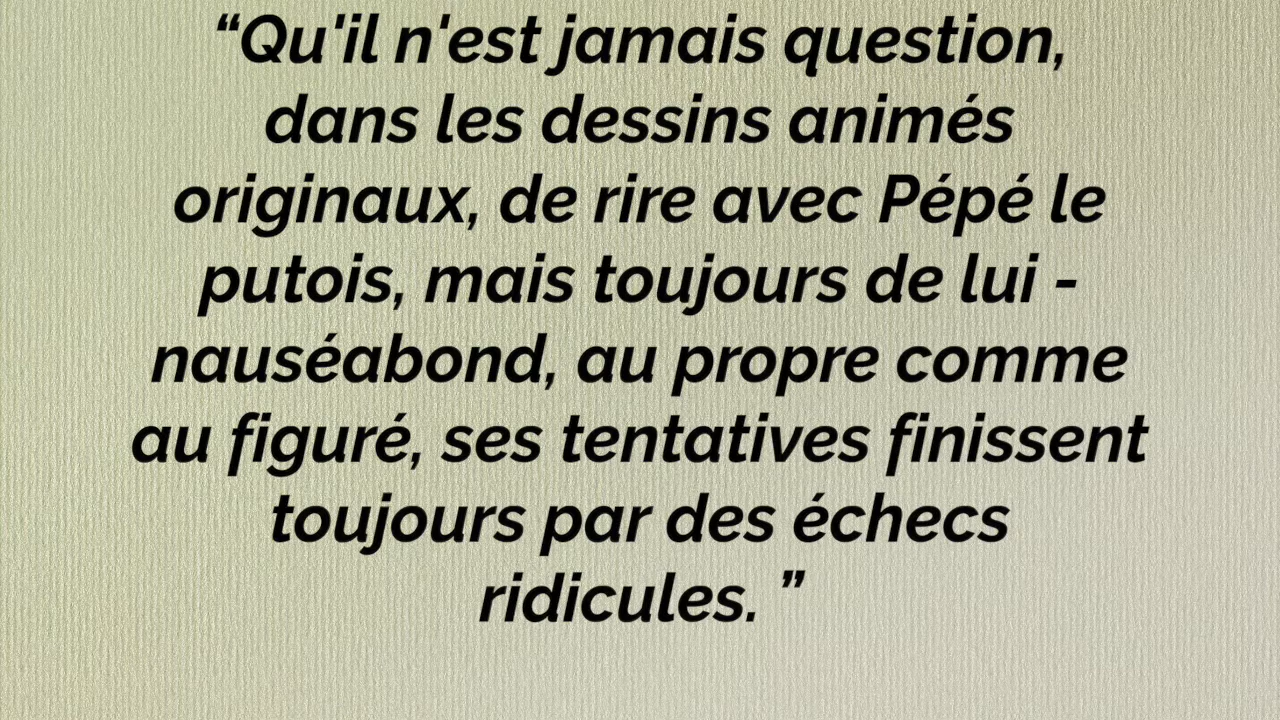 “Qu'il n'est jamais question,
dans les dessins animés
originaux, de rire avec Pépé le
putois, mais toujours de lui -
nauséabond, au propre comme
au figuré, ses tentatives finissent
toujours par des échecs
ridicules. ”